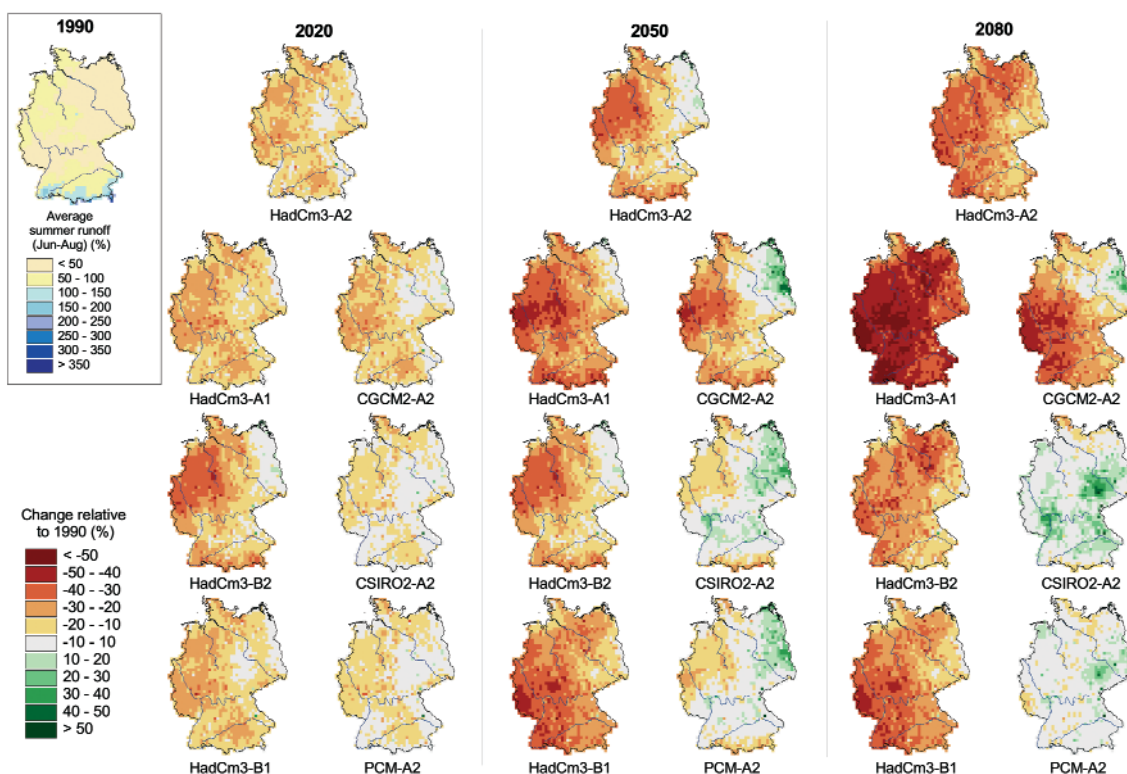 1990
2020
2050
2080
Average
summer runoff
(Jun-Aug) (%)
< 50
50 - 100
100 - 150
150 - 200
200 - 250
250 - 300
300 - 350
> 350
HadCm3-A2
HadCm3-A2
HadCm3-A2
HadCm3-A1
CGCM2-A2
HadCm3-A1
CGCM2-A2
HadCm3-A1
CGCM2-A2
HadCm3-B2
CSIRO2-A2
HadCm3-B2
CSIRO2-A2
HadCm3-B2
CSIRO2-A2
Change relative
to 1990 (%)
< -50
-50 - -40
-40 - -30
-30 - -20
-20 - -10
-10 - 10
10 - 20
20 - 30
30 - 40
40 - 50
> 50
HadCm3-B1
PCM-A2
HadCm3-B1
PCM-A2
HadCm3-B1
PCM-A2